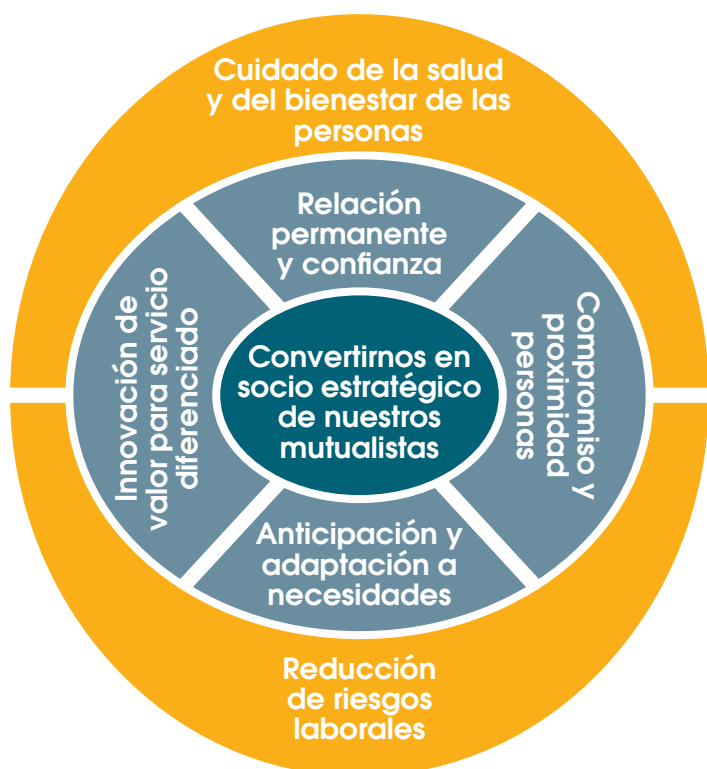 Cuidado de la salud
y del bienestar de las
personas
Relación
permanente
y confianza
Innovación de
valor para servicio
diferenciado
Convertirnos en
socio estratégico
de nuestros
mutualistas
Compromiso y
proximidad
personas
Anticipación y
adaptación a
necesidades
Reducción
de riesgos
laborales